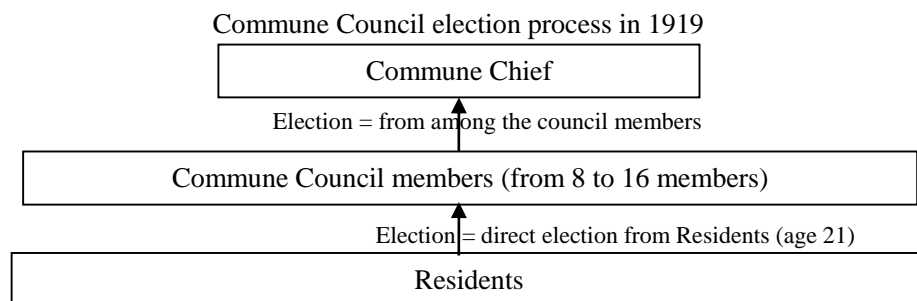 Commune Council election process in 1919
Commune Chief
Election = from among the council members
Commune Council members (from 8 to 16 members)
Election = direct election from Residents (age 21)
Residents